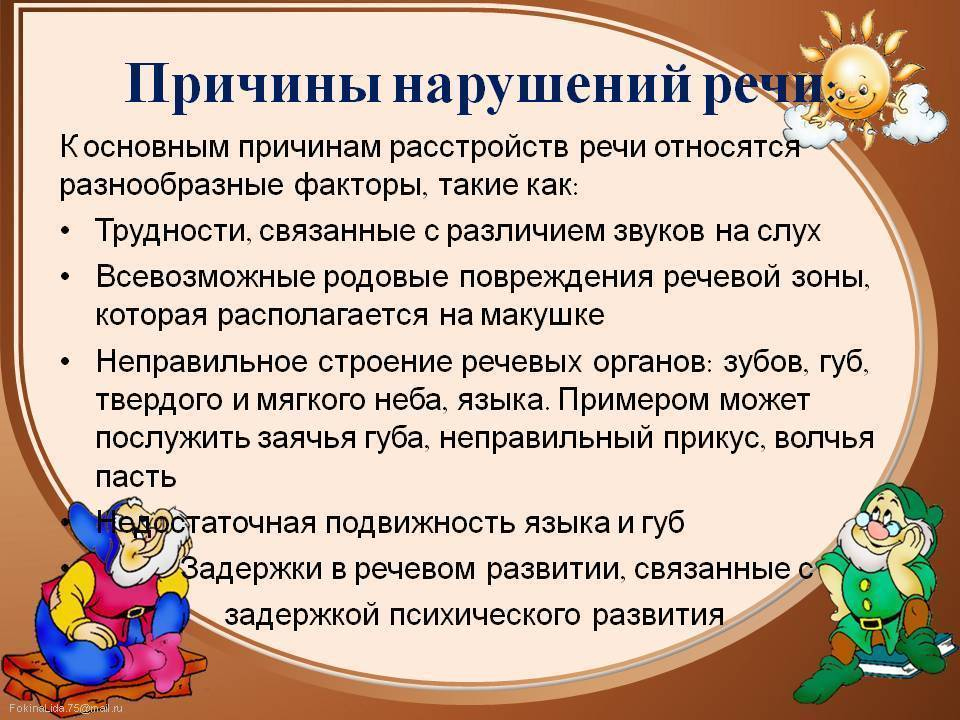 Причины нарушений речи:
К основным причинам расстройств речи относятся
разнообразные факторы, такие как:
• Трудности, связанные с различием звуков на слух
• Всевозможные родовые повреждения речевой зоны,
которая располагается на макушке
• Неправильное строение речевых органов: зубов, губ,
твердого и мягкого неба, языка. Примером может
послужить заячья губа, неправильный прикус, волчья
пасть
• Недостаточная подвижность языка и губ
• Задержки в речевом развитии, связанные с
задержкой психического развития
FokinaLida.75@mail.ru